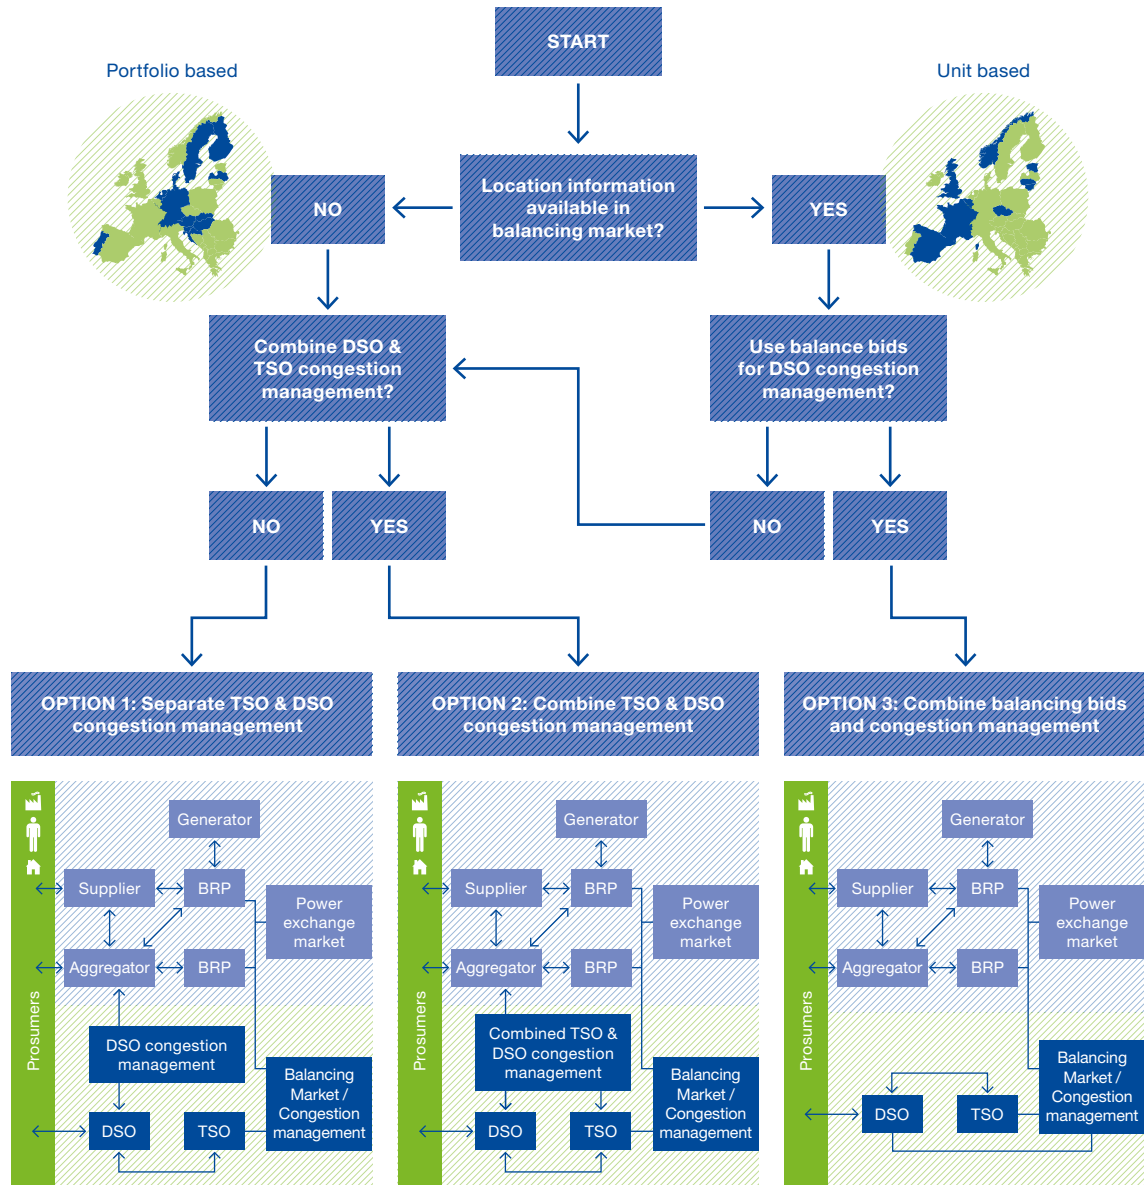 START
Portfolio based
Unit based
Location information
available in
balancing market?
NO
YES
Combine DSO &
TSO congestion
management?
Use balance bids
for DSO congestion
management?
NO
YES
NO
YES
OPTION 1: Separate TSO & DSO
congestion management
OPTION 2: Combine TSO & DSO
congestion management
OPTION 3: Combine balancing bids
and congestion management
Prosumers
Generator
Supplier
BRP
Power
exchange
market
Aggregator
BRP
DSO congestion
management
Balancing
Market /
Congestion
management
DSO
TSO
Prosumers
Generator
Supplier
BRP
Power
exchange
market
Aggregator
BRP
Combined TSO &
DSO congestion
management
Balancing
Market /
Congestion
management
DSO
TSO
Prosumers
Generator
Supplier
BRP
Power
exchange
market
Aggregator
BRP
Balancing
Market /
Congestion
management
DSO
TSO